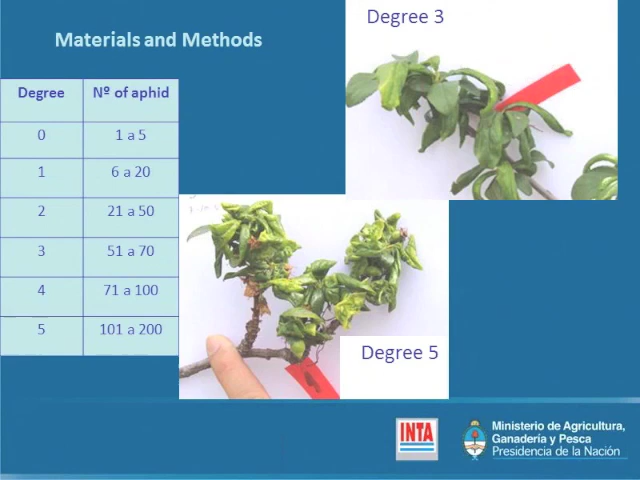 Materials and Methods
Degree 3
Degree Nº of aphid
0 1 a 5
1 6 a 20
2 21 a 50
3 51 a 70
4 71 a 100
5 101 a 200
Degree 5
INTA
Ministerio de Agricultura,
Ganadería y Pesca
Presidencia de la Nación